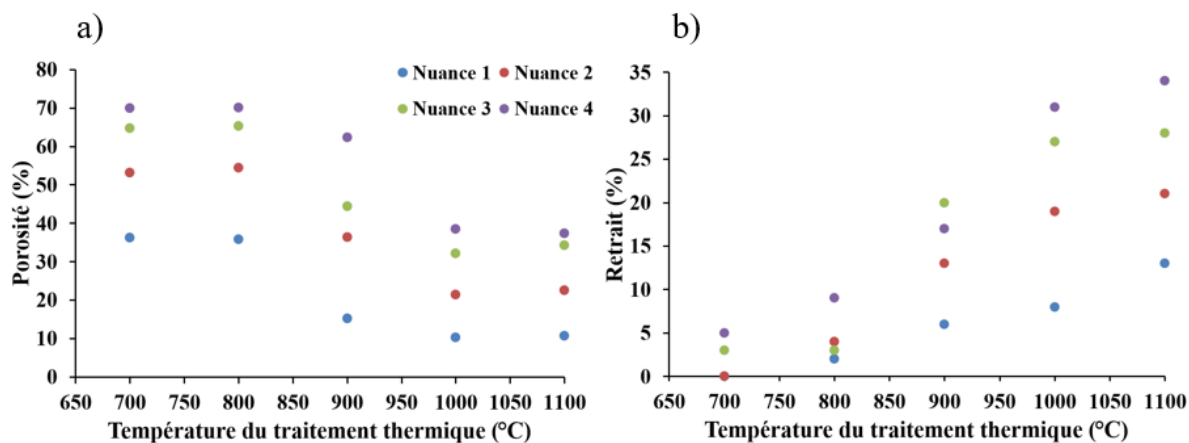 a)
Nuance 1 Nuance 2
Nuance 3 Nuance 4
Porosité (%)
80
70
60
50
40
30
20
10
0
650 700 750 800 850 900 950 1000 1050 1100
Température du traitement thermique (°C)
b)
Retrait (%)
35
30
25
20
15
10
5
0
650 700 750 800 850 900 950 1000 1050 1100
Température du traitement thermique (°C)